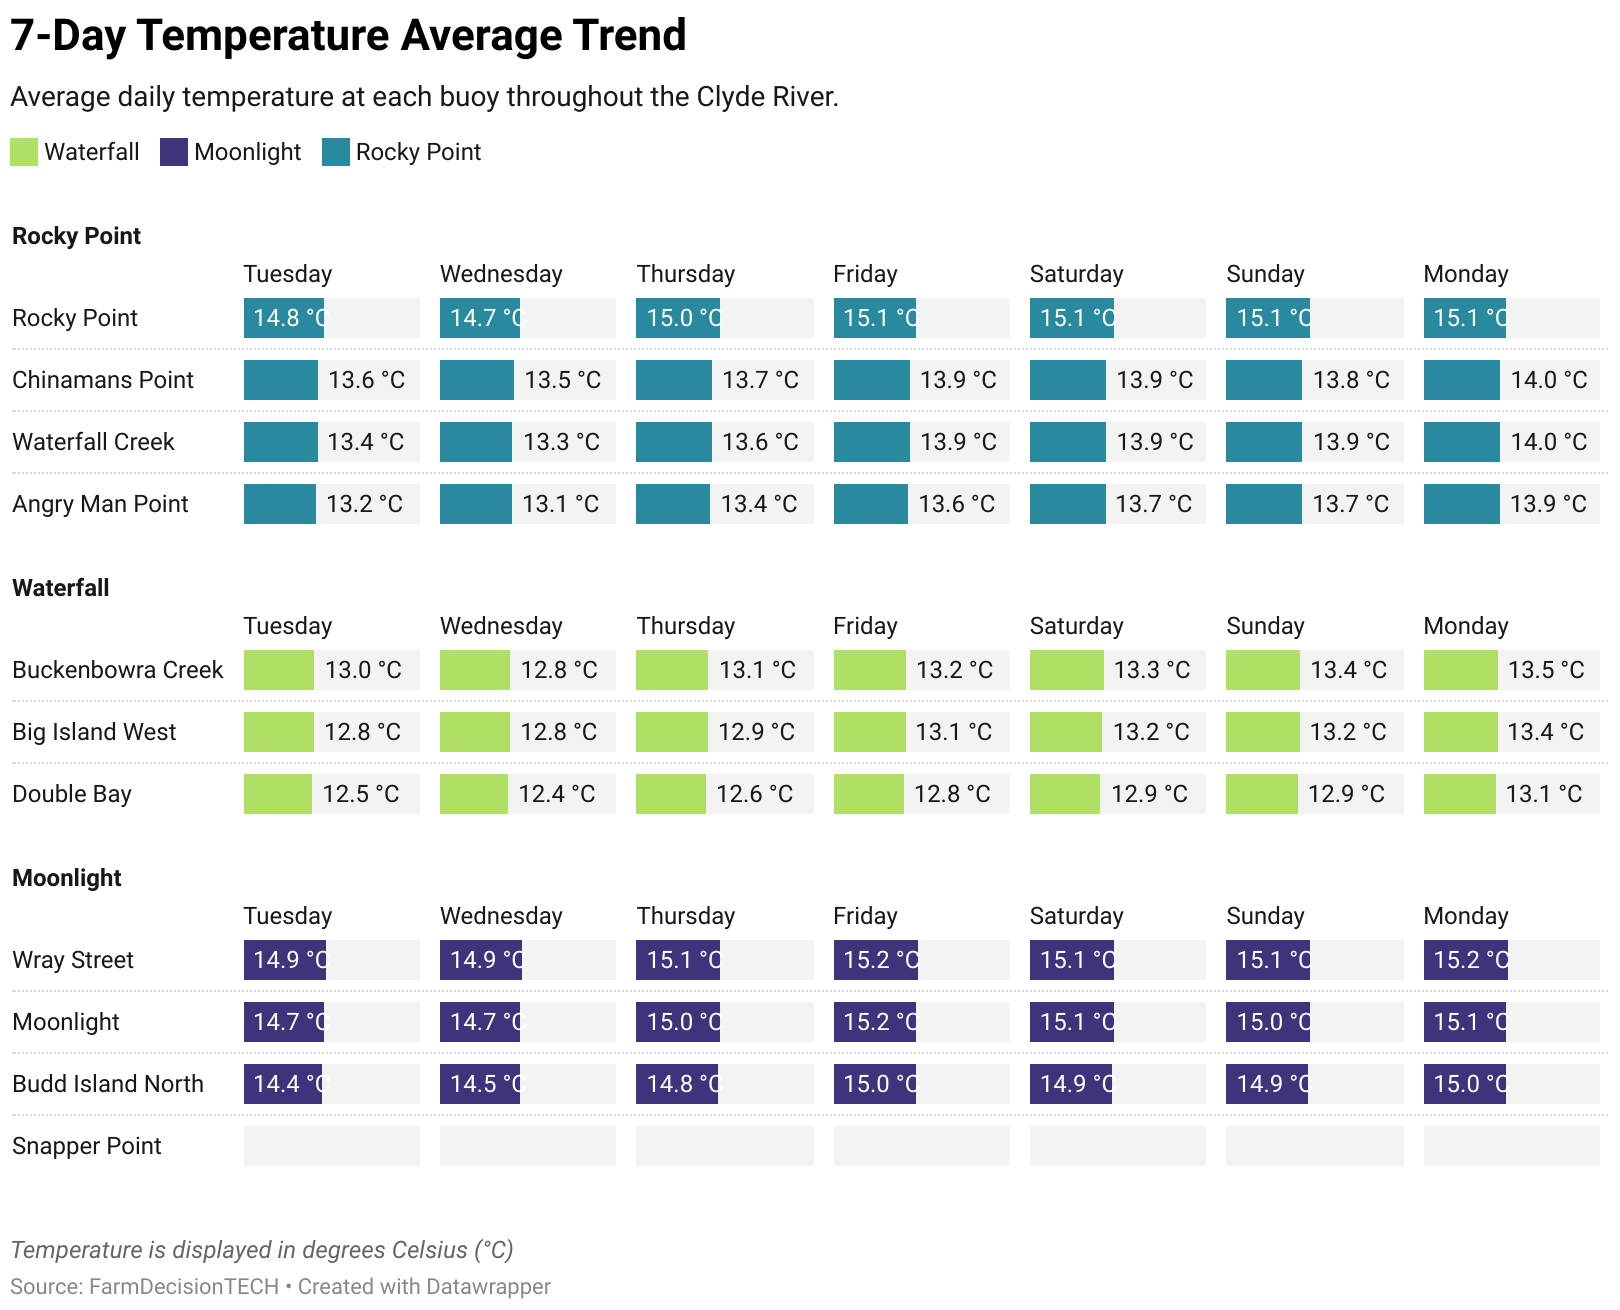 7-Day Temperature Average Trend
Average daily temperature at each buoy throughout the Clyde River.
Waterfall Moonlight Rocky Point
Rocky Point
Tuesday Wednesday Thursday Friday Saturday Sunday Monday
Rocky Point 14.8 °C 14.7 °C 15.0 °C 15.1 °C 15.1 °C 15.1 °C 15.1 °C
Chinamans Point 13.6 °C 13.5 °C 13.7 °C 13.9 °C 13.9 °C 13.8 °C 14.0 °C
Waterfall Creek 13.4 °C 13.3 °C 13.6 °C 13.9 °C 13.9 °C 13.9 °C 14.0 °C
Angry Man Point 13.2 °C 13.1 °C 13.4 °C 13.6 °C 13.7 °C 13.7 °C 13.9 °C
Waterfall
Tuesday Wednesday Thursday Friday Saturday Sunday Monday
Buckenbowra Creek 13.0 °C 12.8 °C 13.1 °C 13.2 °C 13.3 °C 13.4 °C 13.5 °C
Big Island West 12.8 °C 12.8 °C 12.9 °C 13.1 °C 13.2 °C 13.2 °C 13.4 °C
Double Bay 12.5 °C 12.4 °C 12.6 °C 12.8 °C 12.9 °C 12.9 °C 13.1 °C
Moonlight
Tuesday Wednesday Thursday Friday Saturday Sunday Monday
Wray Street 14.9 °C 14.9 °C 15.1 °C 15.2 °C 15.1 °C 15.1 °C 15.2 °C
Moonlight 14.7 °C 14.7 °C 15.0 °C 15.2 °C 15.1 °C 15.0 °C 15.1 °C
Budd Island North 14.4 °C 14.5 °C 14.8 °C 15.0 °C 14.9 °C 14.9 °C 15.0 °C
Snapper Point
Temperature is displayed in degrees Celsius (°C)
Source: FarmDecisionTECH • Created with Datawrapper